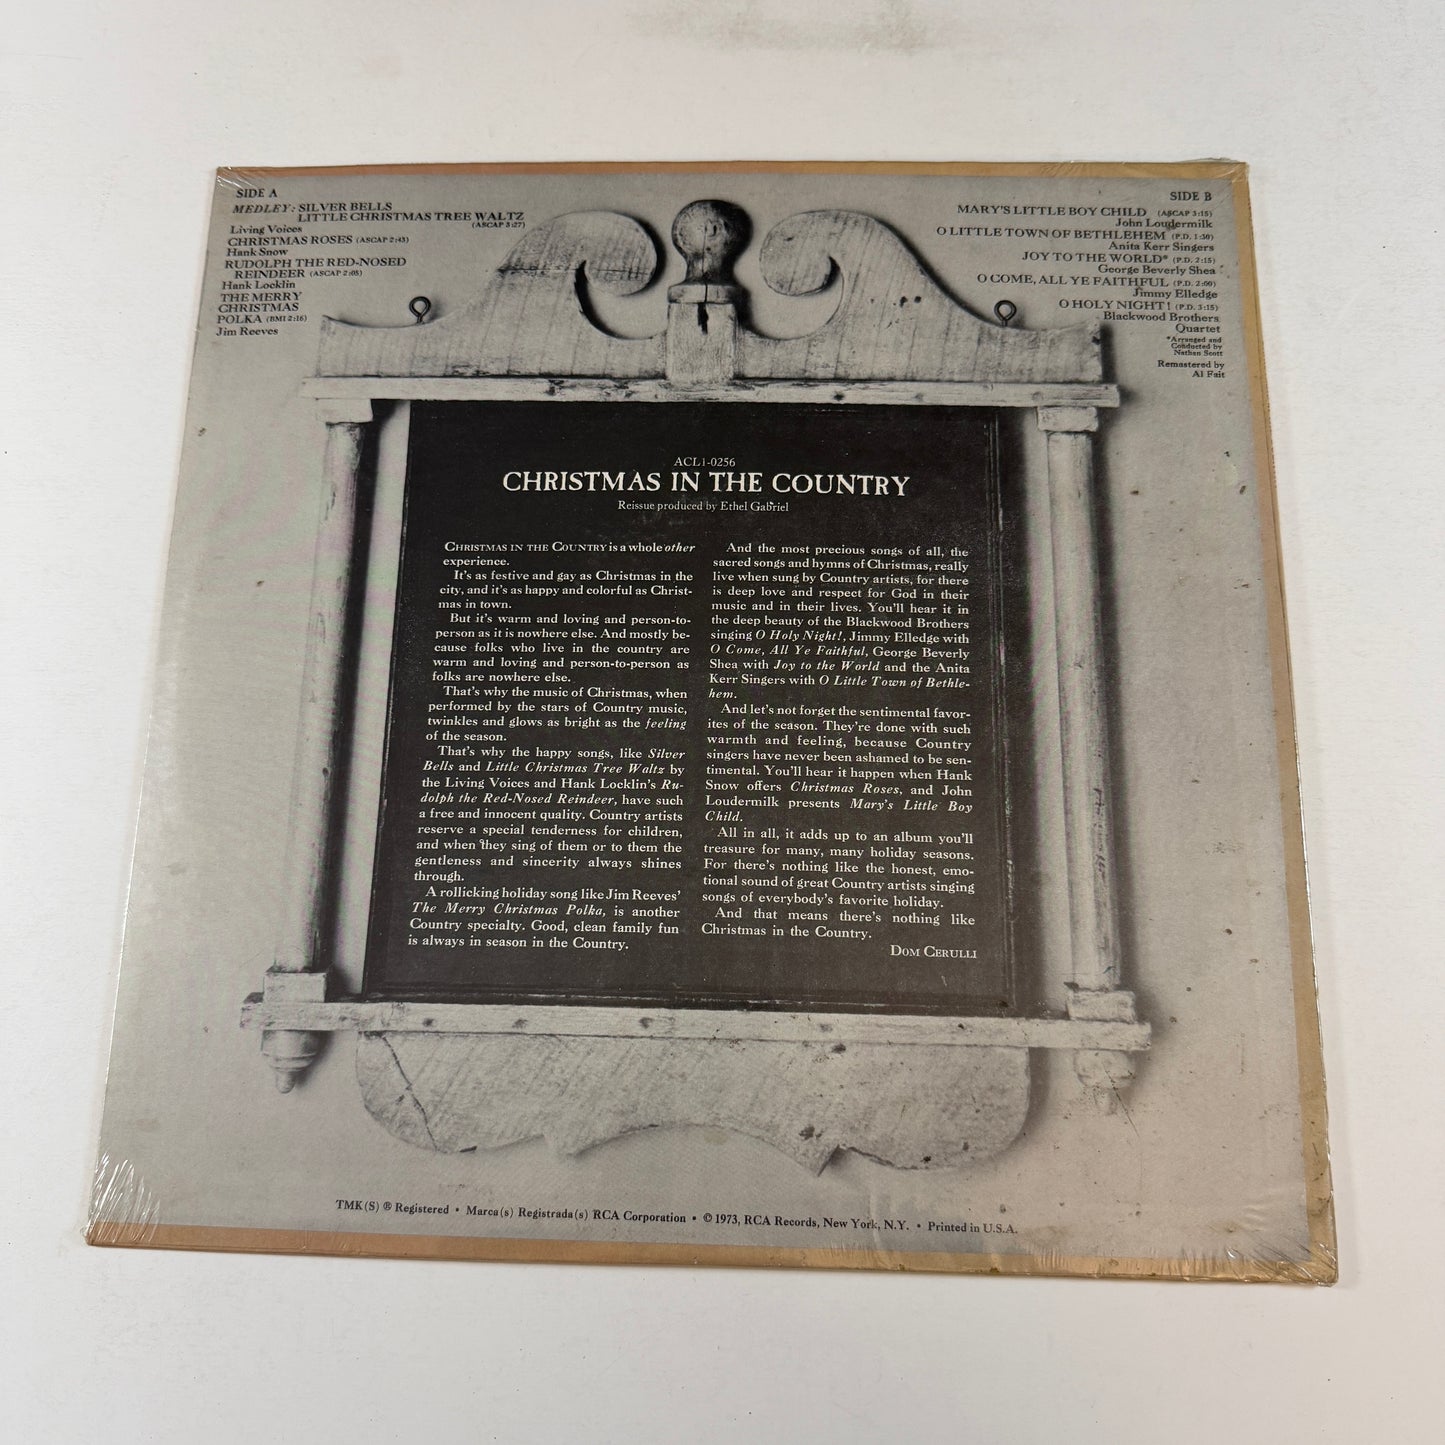 SIDE A
MEDLEY: SILVER BELLS
LITTLE CHRISTMAS TREE WALTZ
(ASCAP 3:27)
Living Voices
CHRISTMAS ROSES (ASCAP 2:43)
Hank Snow
RUDOLPH THE RED-NOSED
REINDEER (ASCAP 2:05)
Hank Locklin
THE MERRY
CHRISTMAS
POLKA (BMI 2:16)
Jim Reeves
SIDE B
MARY'S LITTLE BOY CHILD (ASCAP 3:15)
John Loudermilk
O LITTLE TOWN OF BETHLEHEM (P.D. 1:50)
Anita Kerr Singers
JOY TO THE WORLD* (P.D. 2:15)
George Beverly Shea
O COME, ALL YE FAITHFUL (P.D. 2:00)
Jimmy Elledge
O HOLY NIGHT! (P.D. 3:15)
Blackwood Brothers
Quartet
*Arranged and
Conducted by
Nathan Scott
Remastered by
Al Fait
ACL1-0256
CHRISTMAS IN THE COUNTRY
Reissue produced by Ethel Gabriel
CHRISTMAS IN THE COUNTRY is a whole other
experience.
It's as festive and gay as Christmas in the
city, and it's as happy and colorful as Christ-
mas in town.
But it's warm and loving and person-to-
person as it is nowhere else. And mostly be-
cause folks who live in the country are
warm and loving and person-to-person as
folks are nowhere else.
That's why the music of Christmas, when
performed by the stars of Country music,
twinkles and glows as bright as the feeling
of the season.
That's why the happy songs, like Silver
Bells and Little Christmas Tree Waltz by
the Living Voices and Hank Locklin's Ru-
dolph the Red-Nosed Reindeer, have such
a free and innocent quality. Country artists
reserve a special tenderness for children,
and when they sing of them or to them the
gentleness and sincerity always shines
through.
A rollicking holiday song like Jim Reeves'
The Merry Christmas Polka, is another
Country specialty. Good, clean family fun
is always in season in the Country.
And the most precious songs of all, the
sacred songs and hymns of Christmas, really
live when sung by Country artists, for there
is deep love and respect for God in their
music and in their lives. You'll hear it in
the deep beauty of the Blackwood Brothers
singing O Holy Night!, Jimmy Elledge with
O Come, All Ye Faithful, George Beverly
Shea with Joy to the World and the Anita
Kerr Singers with O Little Town of Bethle-
hem.
And let's not forget the sentimental favor-
ites of the season. They're done with such
warmth and feeling, because Country
singers have never been ashamed to be sen-
timental. You'll hear it happen when Hank
Snow offers Christmas Roses, and John
Loudermilk presents Mary's Little Boy
Child.
All in all, it adds up to an album you'll
treasure for many, many holiday seasons.
For there's nothing like the honest, emo-
tional sound of great Country artists singing
songs of everybody's favorite holiday.
And that means there's nothing like
Christmas in the Country.
DOM CERULLI
TMK(S) ® Registered • Marca(s) Registrada(s) RCA Corporation • © 1973, RCA Records, New York, N.Y. • Printed in U.S.A.